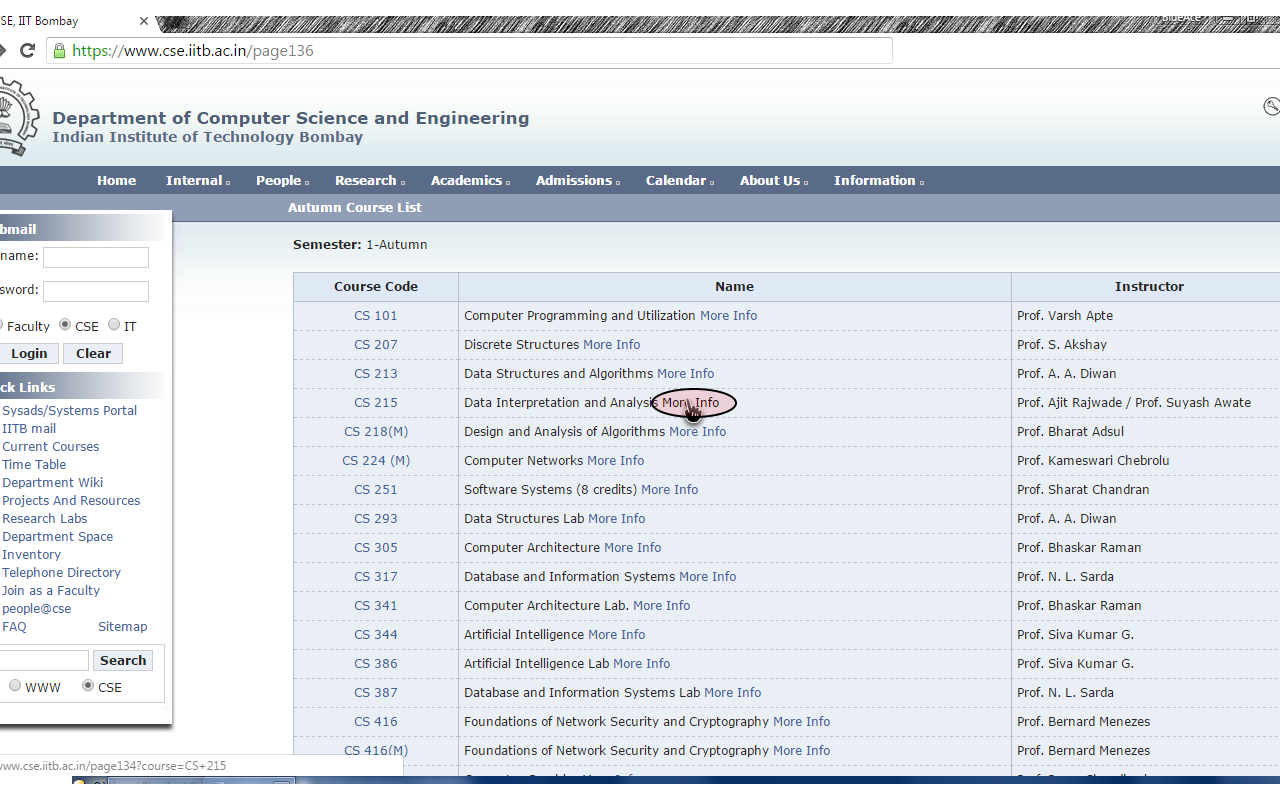 SE, IIT Bombay
BlueAce
https://www.cse.iitb.ac.in/page136
Department of Computer Science and Engineering
Indian Institute of Technology Bombay
Home Internal People Research Academics Admissions Calendar About Us Information
Autumn Course List
bmail
name:
sword:
Faculty CSE IT
Login Clear
ck Links
Sysads/Systems Portal
IITB mail
Current Courses
Time Table
Department Wiki
Projects And Resources
Research Labs
Department Space
Inventory
Telephone Directory
Join as a Faculty
people@cse
FAQ Sitemap
Search
WWW CSE
Semester: 1-Autumn
Course Code Name Instructor
CS 101 Computer Programming and Utilization More Info Prof. Varsh Apte
CS 207 Discrete Structures More Info Prof. S. Akshay
CS 213 Data Structures and Algorithms More Info Prof. A. A. Diwan
CS 215 Data Interpretation and Analysis More Info Prof. Ajit Rajwade / Prof. Suyash Awate
CS 218(M) Design and Analysis of Algorithms More Info Prof. Bharat Adsul
CS 224 (M) Computer Networks More Info Prof. Kameswari Chebrolu
CS 251 Software Systems (8 credits) More Info Prof. Sharat Chandran
CS 293 Data Structures Lab More Info Prof. A. A. Diwan
CS 305 Computer Architecture More Info Prof. Bhaskar Raman
CS 317 Database and Information Systems More Info Prof. N. L. Sarda
CS 341 Computer Architecture Lab. More Info Prof. Bhaskar Raman
CS 344 Artificial Intelligence More Info Prof. Siva Kumar G.
CS 386 Artificial Intelligence Lab More Info Prof. Siva Kumar G.
CS 387 Database and Information Systems Lab More Info Prof. N. L. Sarda
CS 416 Foundations of Network Security and Cryptography More Info Prof. Bernard Menezes
CS 416(M) Foundations of Network Security and Cryptography More Info Prof. Bernard Menezes
www.cse.iitb.ac.in/page134?course=CS+215